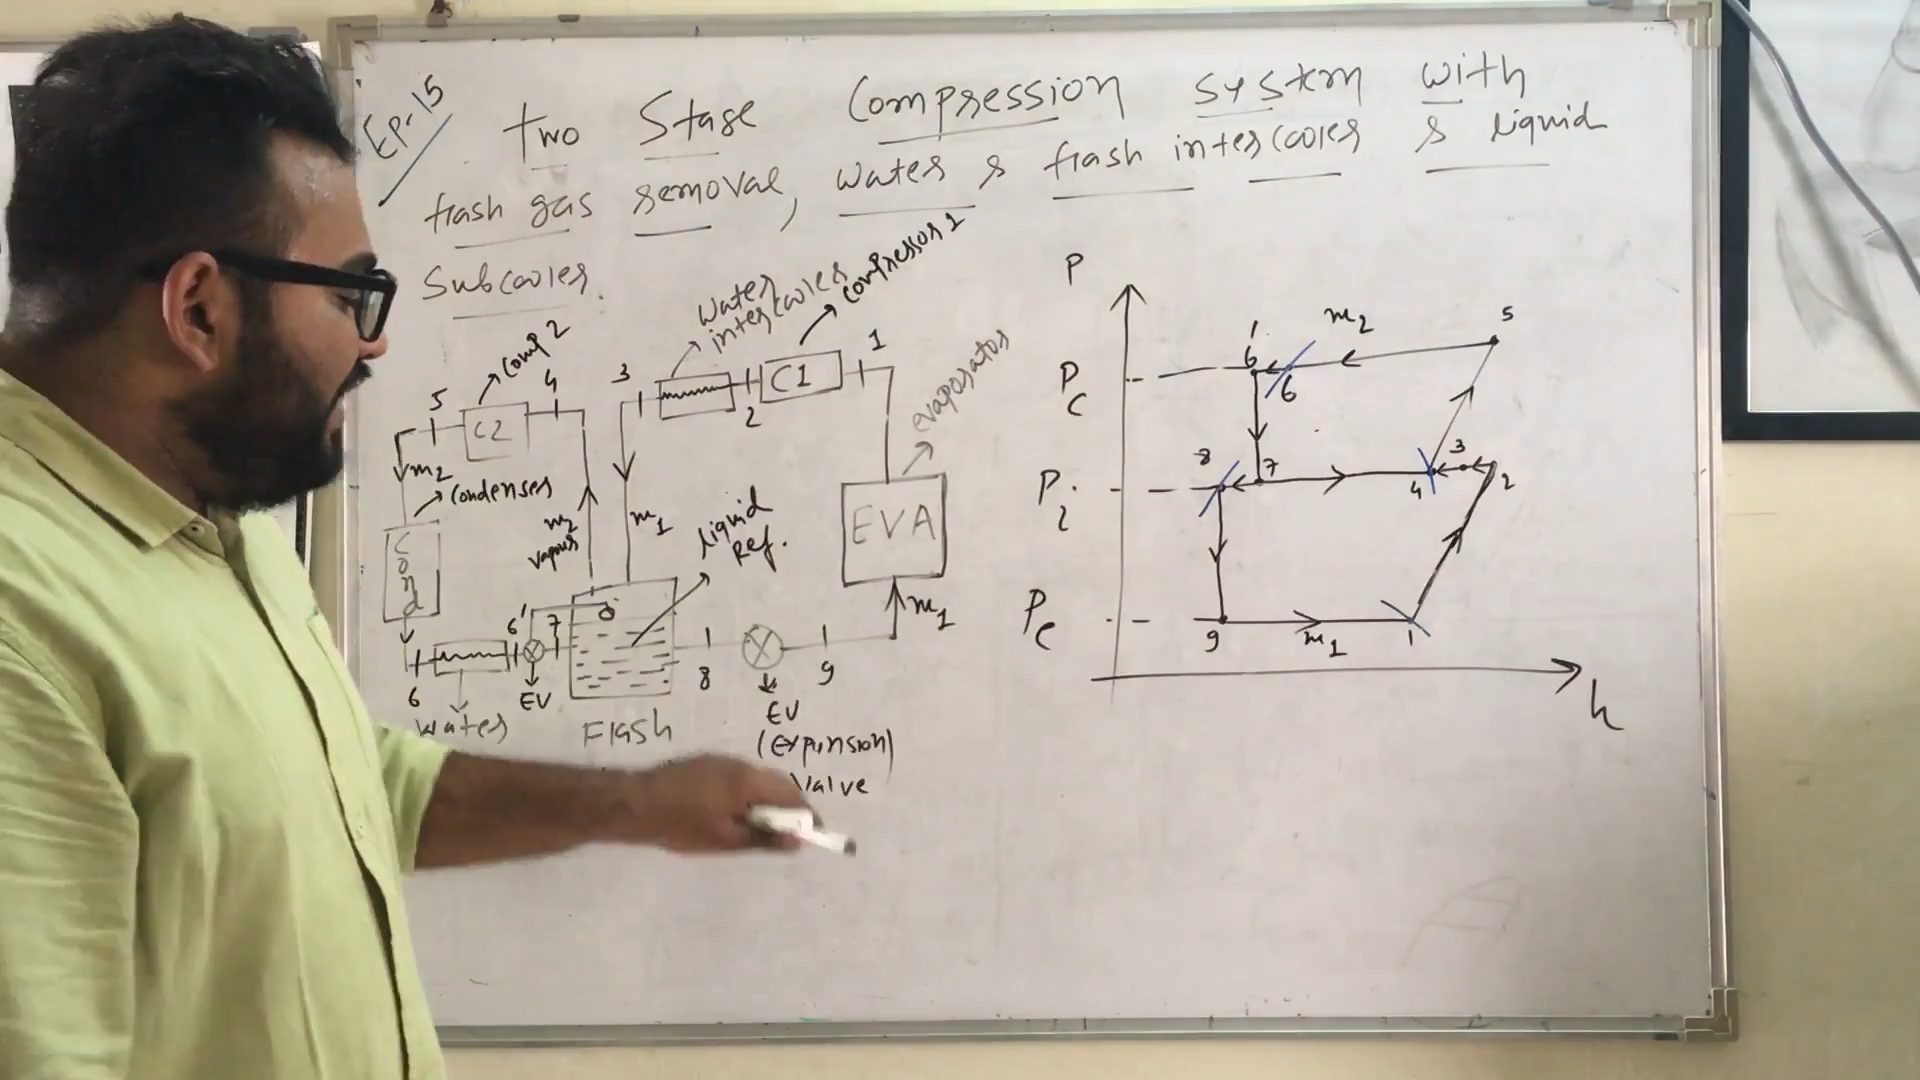 Ep.15
Two Stage Compression system with
flash gas removal, water & flash intercooler & liquid
Subcooler.
Water
intercooler
Compressor 1
Comp 2
5
C2
4
3
2
C1
1
evaporator
m2
Condenser
Cond
m2
vapour
m1
liquid
Ref.
EVA
m1
6
6'
7
8
9
EV
Water
Flash
EV
(Expansion)
Valve
P
Pc
Pi
Pe
h
6'
m2
5
6
8
7
4
3
2
9
m1
1